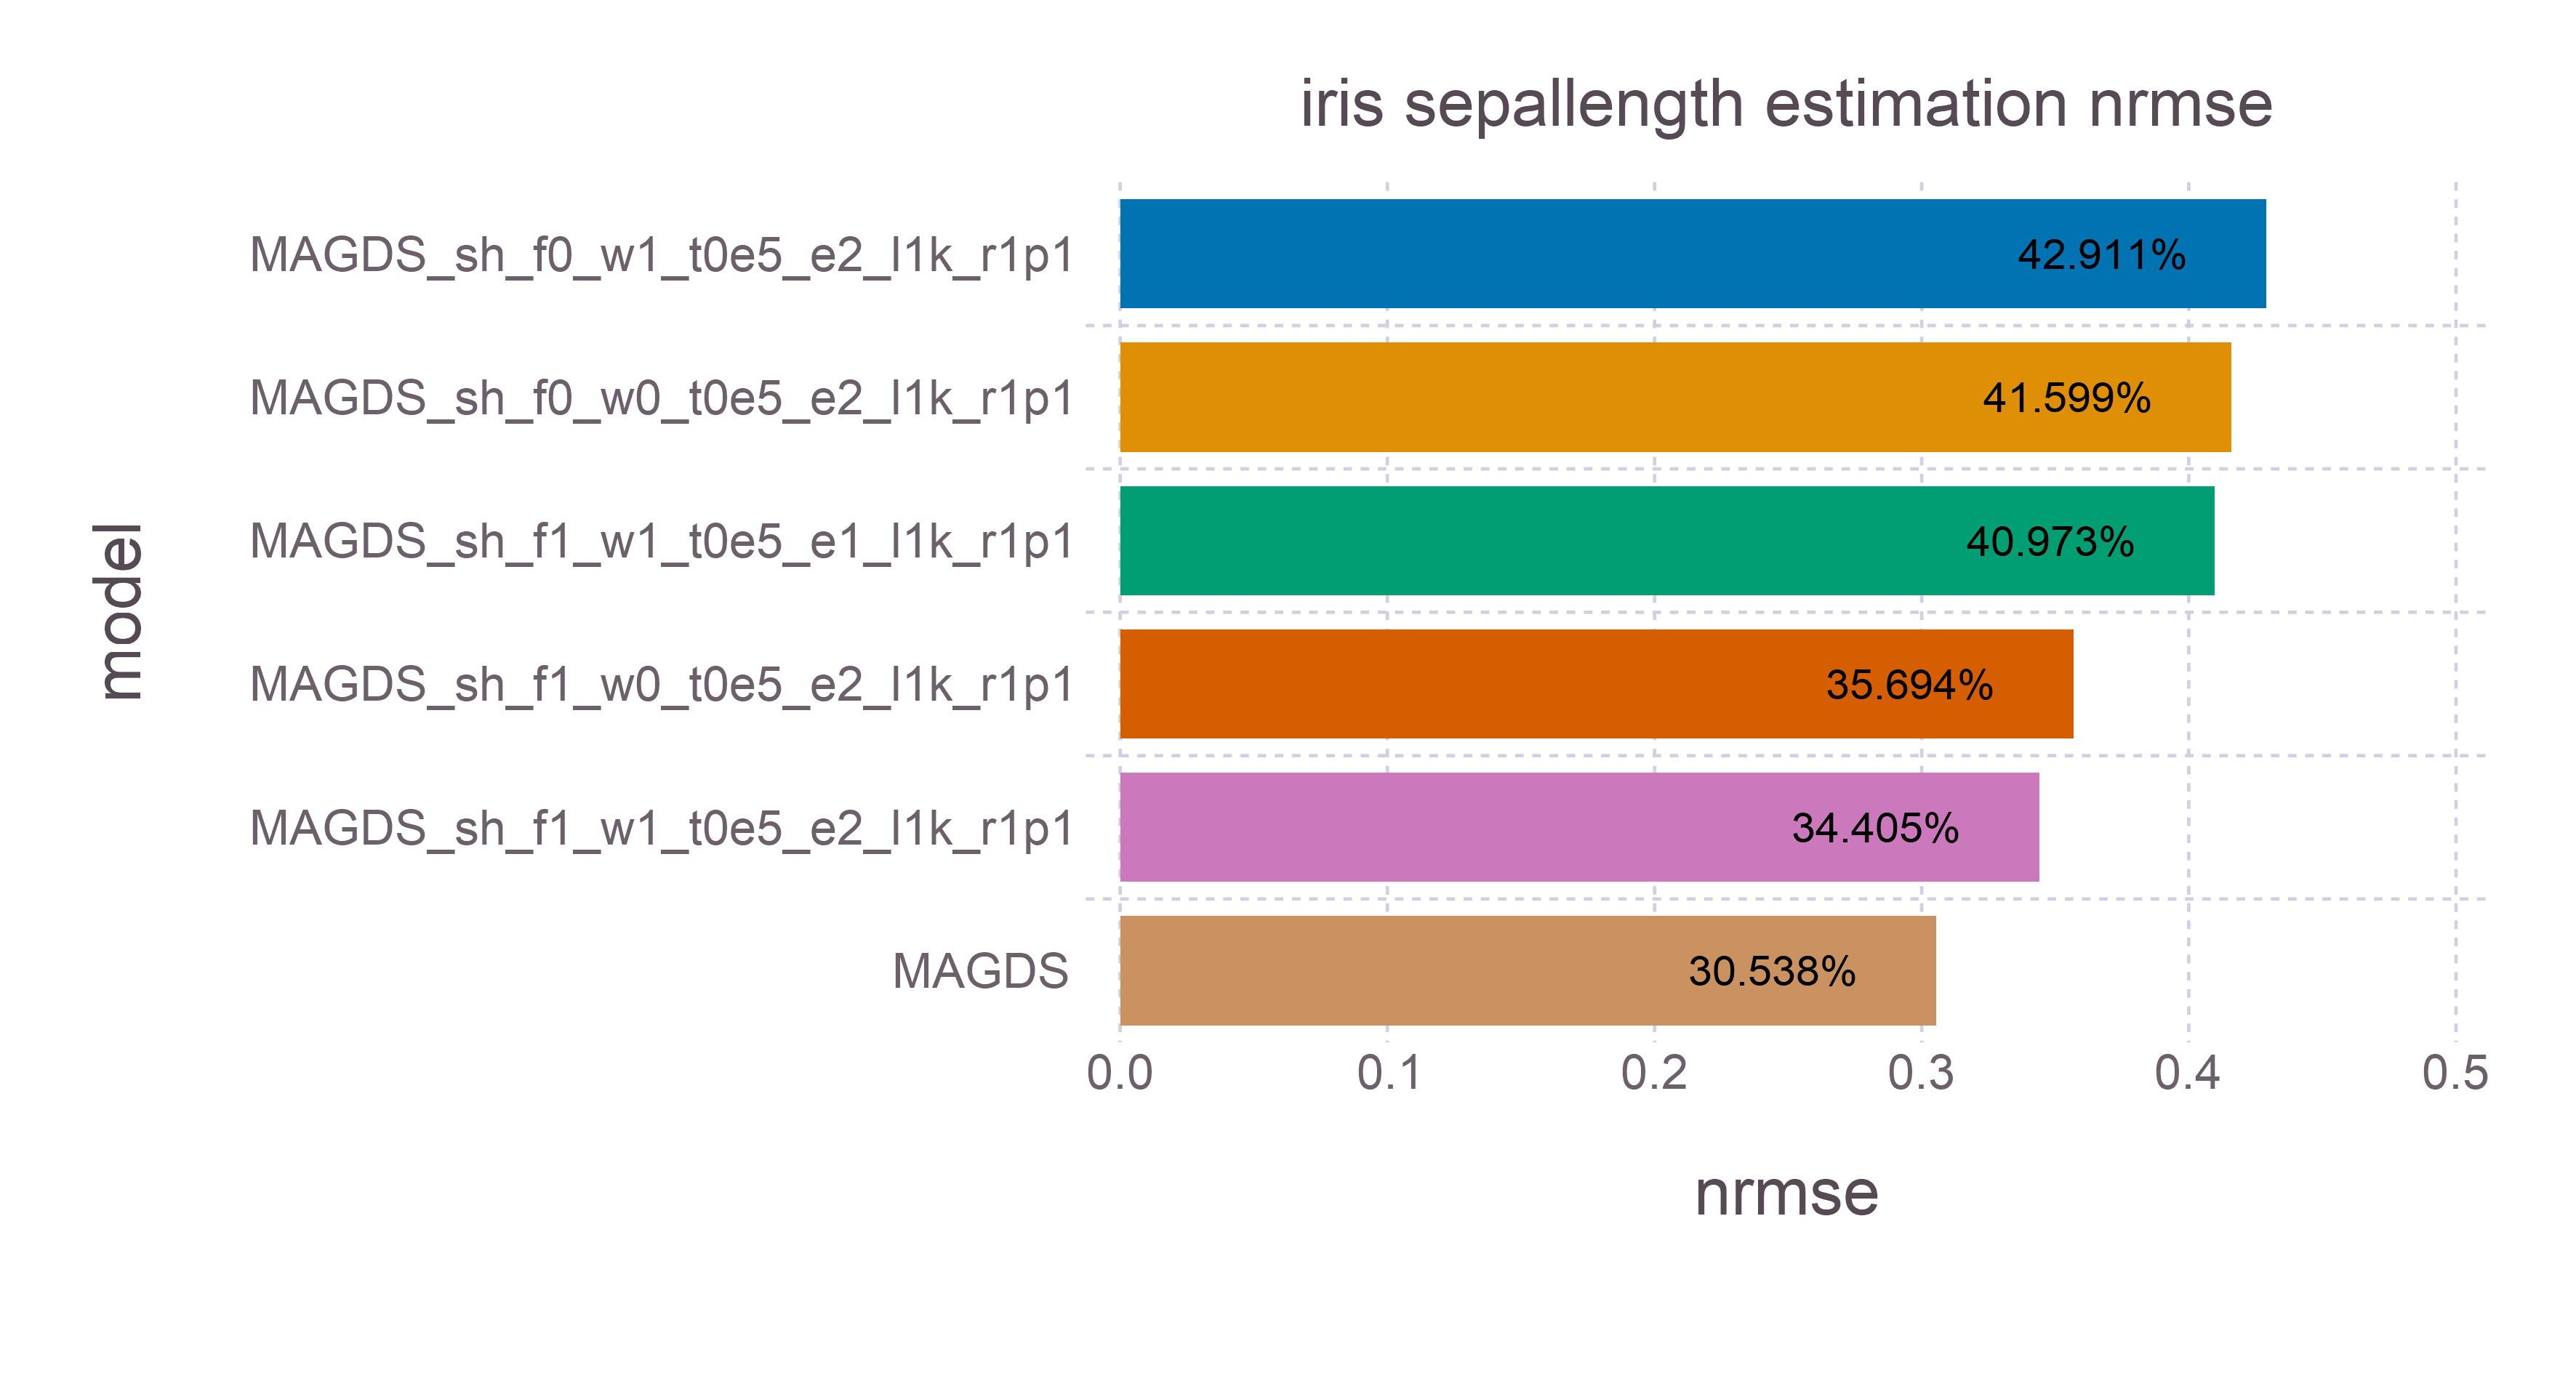 iris sepallength estimation nrmse
model
MAGDS_sh_f0_w1_t0e5_e2_l1k_r1p1
42.911%
MAGDS_sh_f0_w0_t0e5_e2_l1k_r1p1
41.599%
MAGDS_sh_f1_w1_t0e5_e1_l1k_r1p1
40.973%
MAGDS_sh_f1_w0_t0e5_e2_l1k_r1p1
35.694%
MAGDS_sh_f1_w1_t0e5_e2_l1k_r1p1
34.405%
MAGDS
30.538%
0.0 0.1 0.2 0.3 0.4 0.5
nrmse